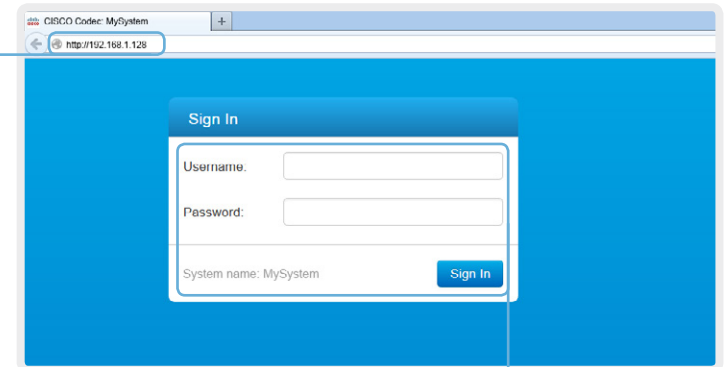 CISCO Codec: MySystem
http://192.168.1.128
Sign In
Username:
Password:
System name: MySystem
Sign In